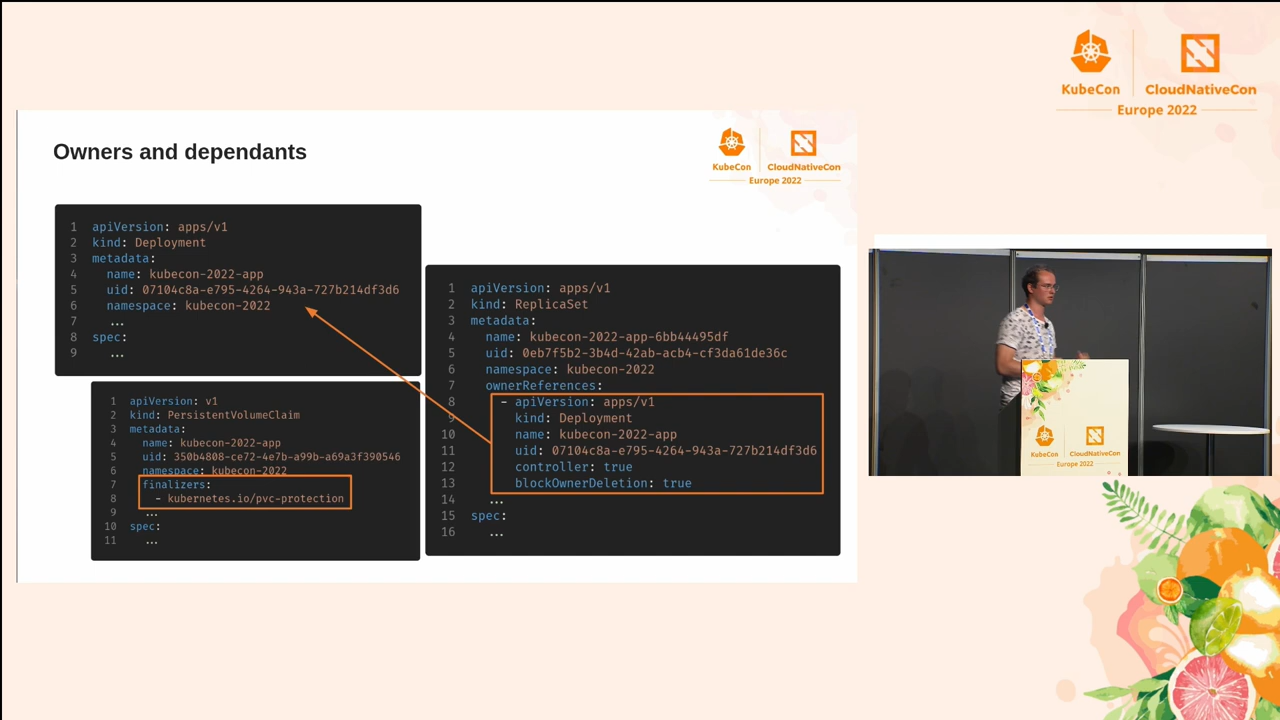 KubeCon
CloudNativeCon
Europe 2022
Owners and dependants
KubeCon
CloudNativeCon
Europe 2022
1 apiVersion: apps/v1
2 kind: Deployment
3 metadata:
4 name: kubecon-2022-app
5 uid: 07104c8a-e795-4264-943a-727b214df3d6
6 namespace: kubecon-2022
7 ...
8 spec:
9 ...
1 apiVersion: v1
2 kind: PersistentVolumeClaim
3 metadata:
4 name: kubecon-2022-app
5 uid: 350b4808-ce72-4e7b-a99b-a69a3f390546
6 namespace: kubecon-2022
7 finalizers:
8 - kubernetes.io/pvc-protection
9 ...
10 spec:
11 ...
1 apiVersion: apps/v1
2 kind: ReplicaSet
3 metadata:
4 name: kubecon-2022-app-6bb44495df
5 uid: 0eb7f5b2-3b4d-42ab-acb4-cf3da61de36c
6 namespace: kubecon-2022
7 ownerReferences:
8 - apiVersion: apps/v1
9 kind: Deployment
10 name: kubecon-2022-app
11 uid: 07104c8a-e795-4264-943a-727b214df3d6
12 controller: true
13 blockOwnerDeletion: true
14 ...
15 spec:
16 ...
KubeCon
CloudNativeCon
Europe 2022